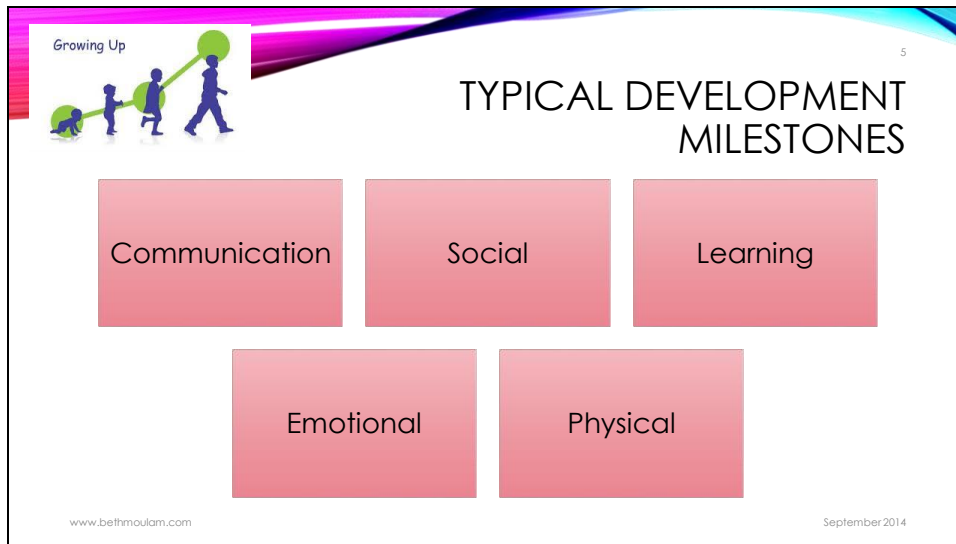 Growing Up
5
TYPICAL DEVELOPMENT
MILESTONES
Communication
Social
Learning
Emotional
Physical
www.bethmoulam.com
September 2014